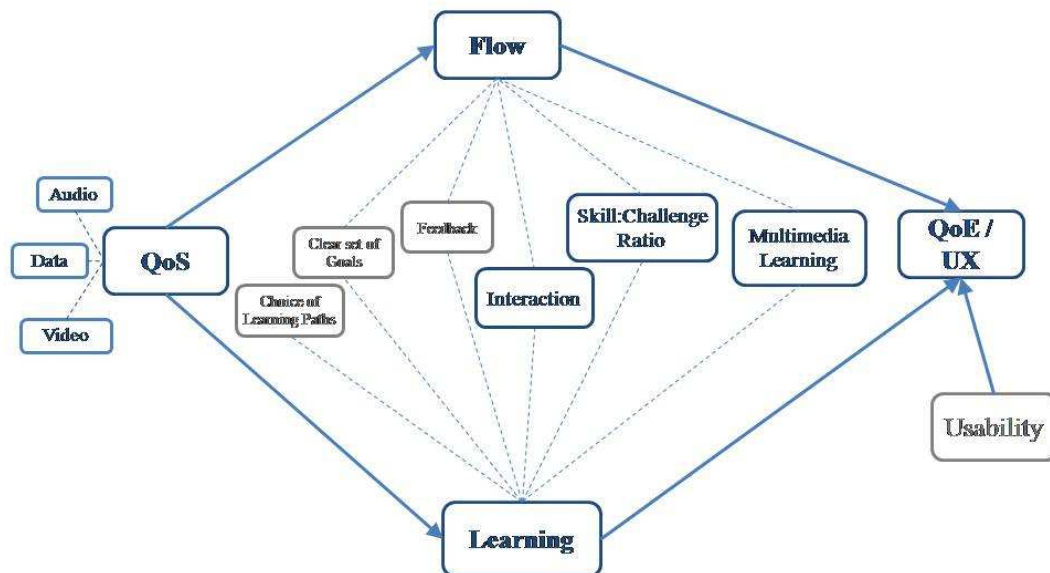 Flow
Audio
Data
Video
QoS
Clear set of
Goals
Choice of
Learning Paths
Feedback
Interaction
Skill:Challenge
Ratio
Multimedia
Learning
QoE /
UX
Usability
Learning